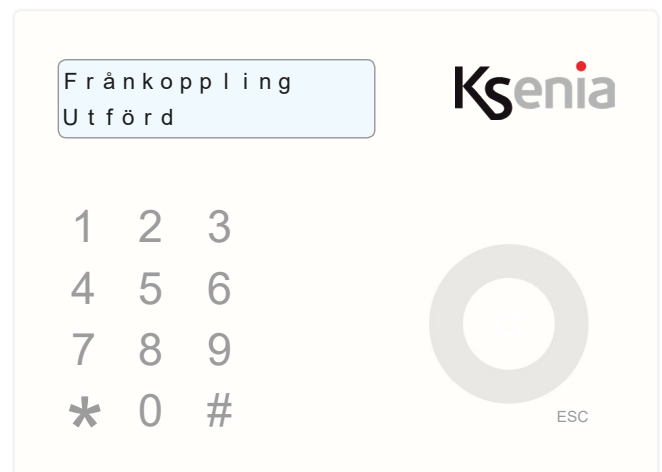 Frånkoppling
Utförd
Ksenia
1 2 3
4 5 6
7 8 9
* 0 #
ESC